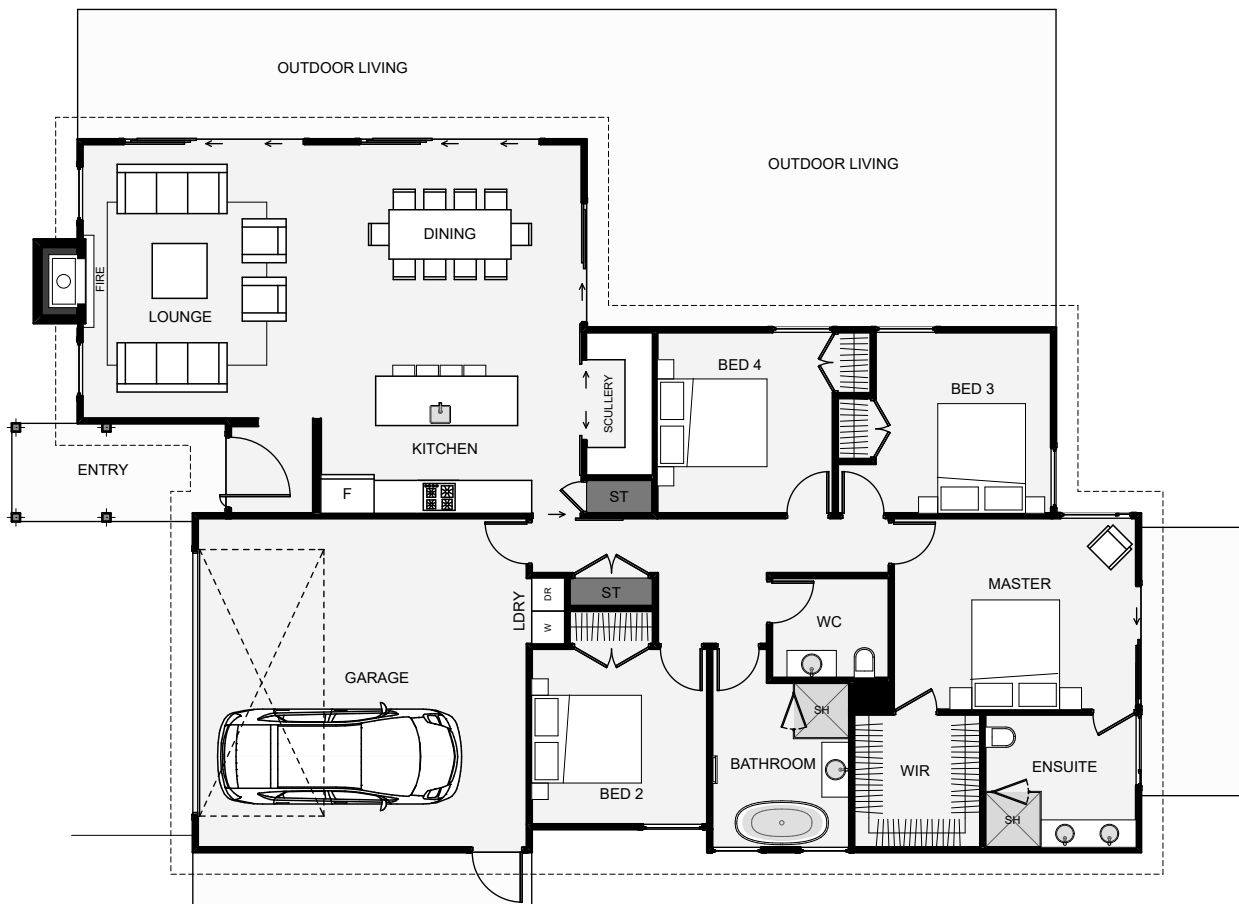 OUTDOOR LIVING
OUTDOOR LIVING
DINING
FIRE
LOUNGE
BED 4
BED 3
SCULLERY
KITCHEN
ENTRY
F
ST
MASTER
ST
DR
LDRY
W
WC
GARAGE
SH
BATHROOM
WIR
ENSUITE
BED 2
SH